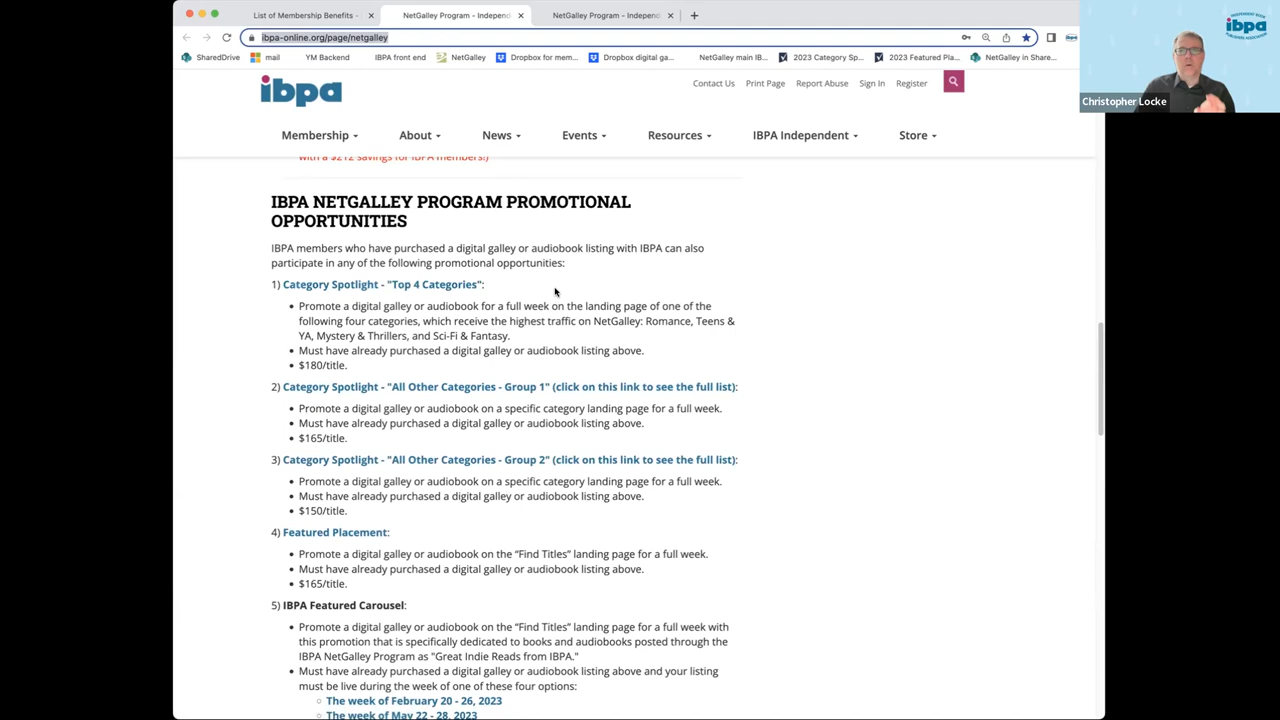 List of Membership Benefits -
NetGalley Program - Independ
NetGalley Program - Independ
ibpa-online.org/page/netgalley
SharedDrive
mail
YM Backend
IBPA front end
NetGalley
Dropbox for mem...
Dropbox digital ga...
NetGalley main IB...
2023 Category Sp...
2023 Featured Pla...
NetGalley in Share...
ibpa
Contact Us
Print Page
Report Abuse
Sign In
Register
Membership
About
News
Events
Resources
IBPA Independent
Store
with a $212 savings for IBPA members!)
IBPA NETGALLEY PROGRAM PROMOTIONAL
OPPORTUNITIES
IBPA members who have purchased a digital galley or audiobook listing with IBPA can also
participate in any of the following promotional opportunities:
1) Category Spotlight - "Top 4 Categories":
• Promote a digital galley or audiobook for a full week on the landing page of one of the
following four categories, which receive the highest traffic on NetGalley: Romance, Teens &
YA, Mystery & Thrillers, and Sci-Fi & Fantasy.
• Must have already purchased a digital galley or audiobook listing above.
• $180/title.
2) Category Spotlight - "All Other Categories - Group 1" (click on this link to see the full list):
• Promote a digital galley or audiobook on a specific category landing page for a full week.
• Must have already purchased a digital galley or audiobook listing above.
• $165/title.
3) Category Spotlight - "All Other Categories - Group 2" (click on this link to see the full list):
• Promote a digital galley or audiobook on a specific category landing page for a full week.
• Must have already purchased a digital galley or audiobook listing above.
• $150/title.
4) Featured Placement:
• Promote a digital galley or audiobook on the “Find Titles” landing page for a full week.
• Must have already purchased a digital galley or audiobook listing above.
• $165/title.
5) IBPA Featured Carousel:
• Promote a digital galley or audiobook on the “Find Titles” landing page for a full week with
this promotion that is specifically dedicated to books and audiobooks posted through the
IBPA NetGalley Program as "Great Indie Reads from IBPA."
• Must have already purchased a digital galley or audiobook listing above and your listing
must be live during the week of one of these four options:
The week of February 20 - 26, 2023
The week of May 22 - 28, 2023
ibpa
Christopher Locke